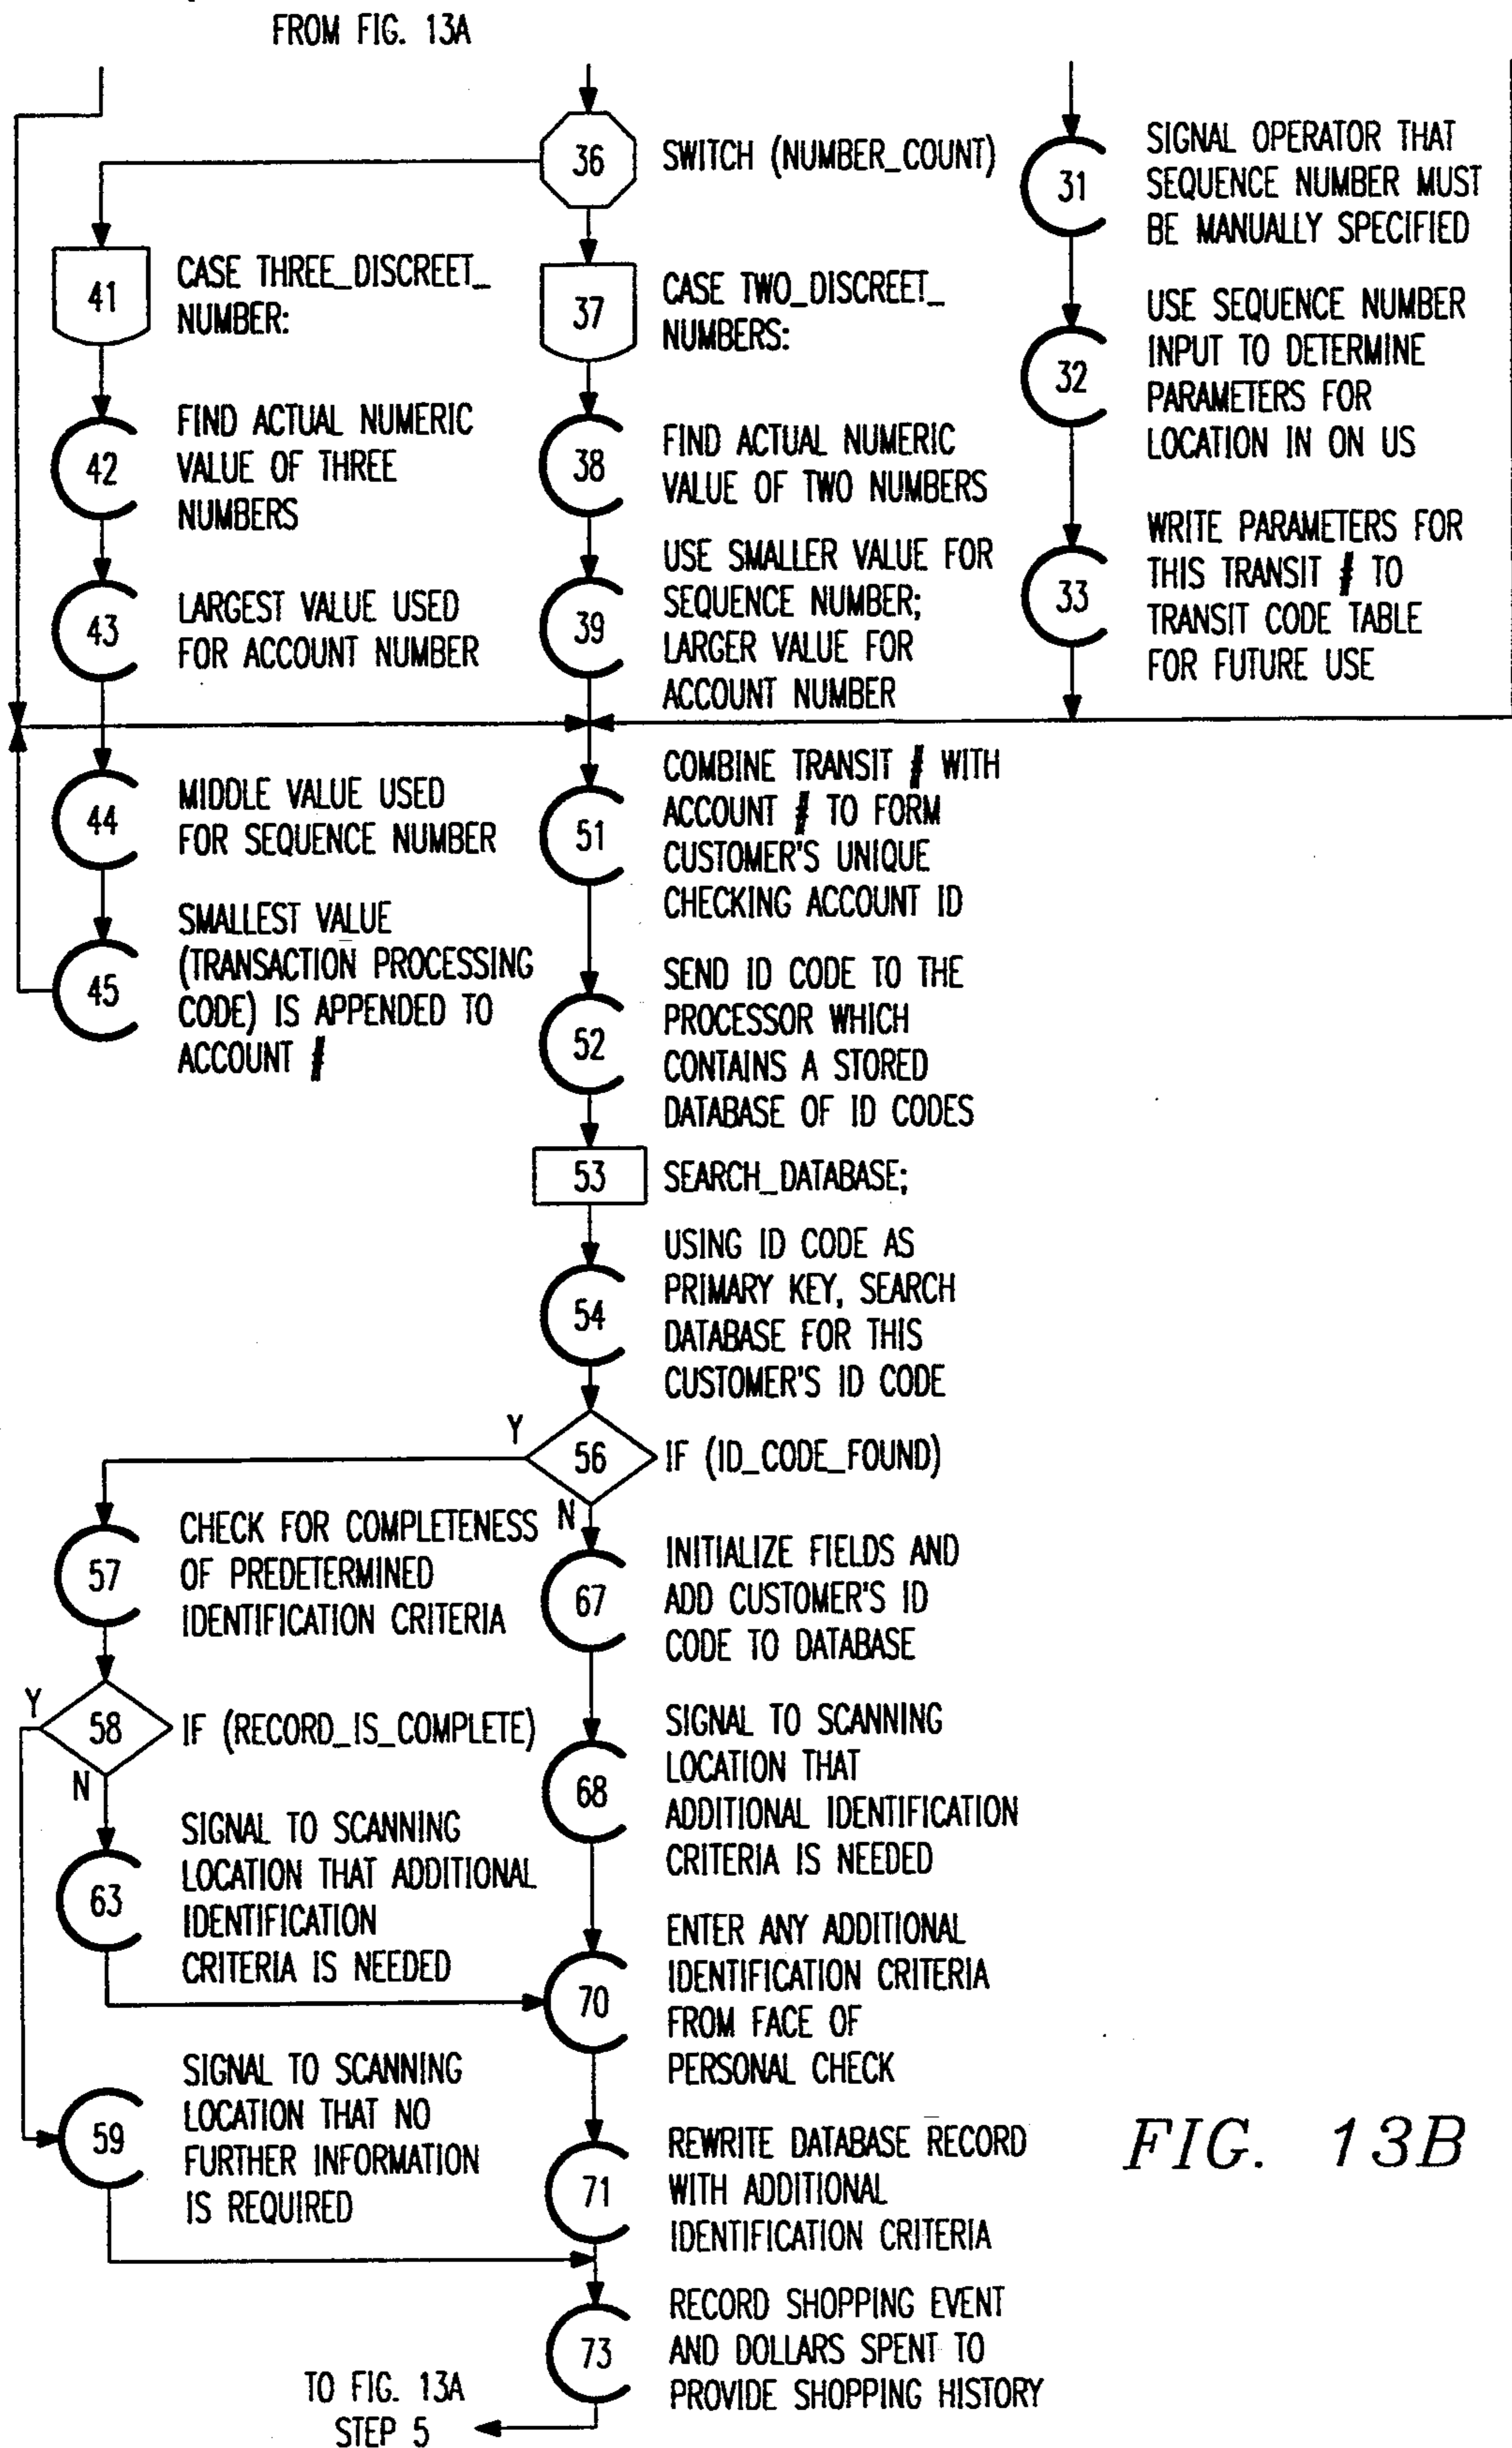 FROM FIG. 13A
36
SWITCH (NUMBER_COUNT)
41
CASE THREE_DISCREET_
NUMBER:
42
FIND ACTUAL NUMERIC
VALUE OF THREE
NUMBERS
43
LARGEST VALUE USED
FOR ACCOUNT NUMBER
44
MIDDLE VALUE USED
FOR SEQUENCE NUMBER
45
SMALLEST VALUE
(TRANSACTION PROCESSING
CODE) IS APPENDED TO
ACCOUNT #
37
CASE TWO_DISCREET_
NUMBERS:
38
FIND ACTUAL NUMERIC
VALUE OF TWO NUMBERS
39
USE SMALLER VALUE FOR
SEQUENCE NUMBER;
LARGER VALUE FOR
ACCOUNT NUMBER
31
SIGNAL OPERATOR THAT
SEQUENCE NUMBER MUST
BE MANUALLY SPECIFIED
32
USE SEQUENCE NUMBER
INPUT TO DETERMINE
PARAMETERS FOR
LOCATION IN ON US
33
WRITE PARAMETERS FOR
THIS TRANSIT # TO
TRANSIT CODE TABLE
FOR FUTURE USE
51
COMBINE TRANSIT # WITH
ACCOUNT # TO FORM
CUSTOMER'S UNIQUE
CHECKING ACCOUNT ID
52
SEND ID CODE TO THE
PROCESSOR WHICH
CONTAINS A STORED
DATABASE OF ID CODES
53
SEARCH_DATABASE;
54
USING ID CODE AS
PRIMARY KEY, SEARCH
DATABASE FOR THIS
CUSTOMER'S ID CODE
Y
56
IF (ID_CODE_FOUND)
N
57
CHECK FOR COMPLETENESS
OF PREDETERMINED
IDENTIFICATION CRITERIA
Y
58
IF (RECORD_IS_COMPLETE)
N
63
SIGNAL TO SCANNING
LOCATION THAT ADDITIONAL
IDENTIFICATION
CRITERIA IS NEEDED
59
SIGNAL TO SCANNING
LOCATION THAT NO
FURTHER INFORMATION
IS REQUIRED
67
INITIALIZE FIELDS AND
ADD CUSTOMER'S ID
CODE TO DATABASE
68
SIGNAL TO SCANNING
LOCATION THAT
ADDITIONAL IDENTIFICATION
CRITERIA IS NEEDED
70
ENTER ANY ADDITIONAL
IDENTIFICATION CRITERIA
FROM FACE OF
PERSONAL CHECK
71
REWRITE DATABASE RECORD
WITH ADDITIONAL
IDENTIFICATION CRITERIA
73
RECORD SHOPPING EVENT
AND DOLLARS SPENT TO
PROVIDE SHOPPING HISTORY
TO FIG. 13A
STEP 5
FIG. 13B